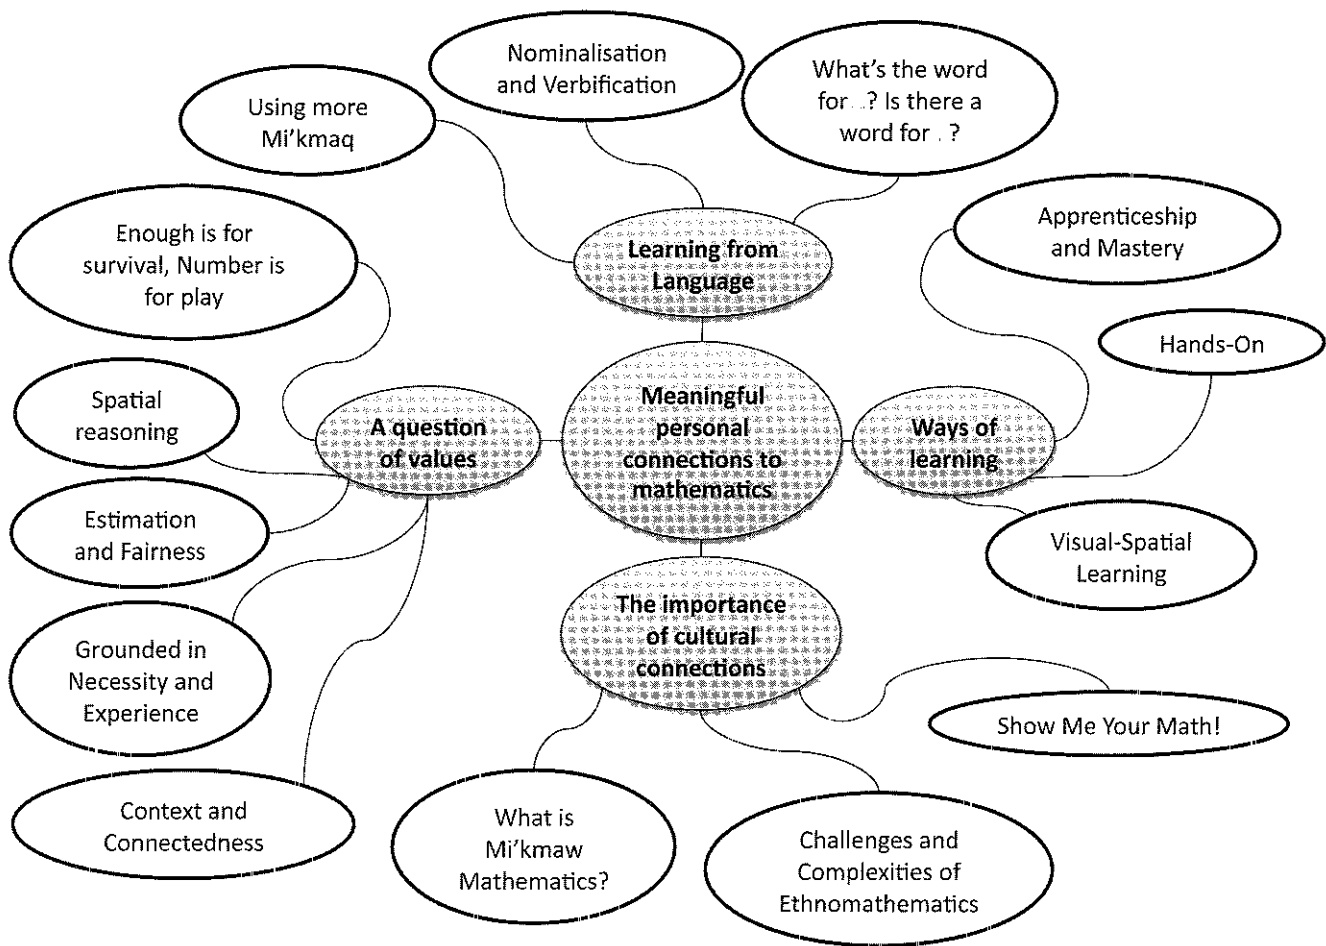 Nominalisation
and Verbification
What's the word
for ...? Is there a
word for . ?
Using more
Mi'kmaq
Enough is for
survival, Number is
for play
Learning from
Language
Apprenticeship
and Mastery
Hands-On
Spatial
reasoning
A question
of values
Meaningful
personal
connections to
mathematics
Ways of
learning
Estimation
and Fairness
Visual-Spatial
Learning
The importance
of cultural
connections
Grounded in
Necessity and
Experience
Show Me Your Math!
Context and
Connectedness
What is
Mi'kmaw
Mathematics?
Challenges and
Complexities of
Ethnomathematics